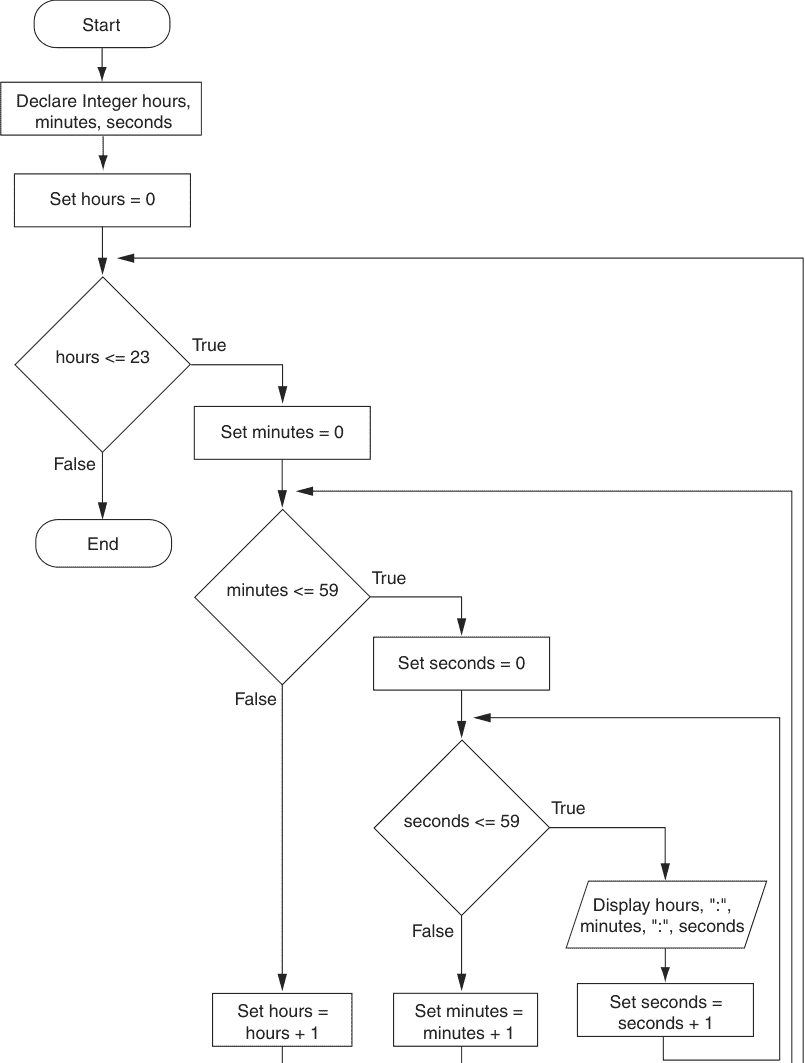 Start
Declare Integer hours,
minutes, seconds
Set hours = 0
hours <= 23
True
False
Set minutes = 0
End
minutes <= 59
True
False
Set seconds = 0
seconds <= 59
True
False
Display hours, ":",
minutes, ":", seconds
Set hours =
hours + 1
Set minutes =
minutes + 1
Set seconds =
seconds + 1